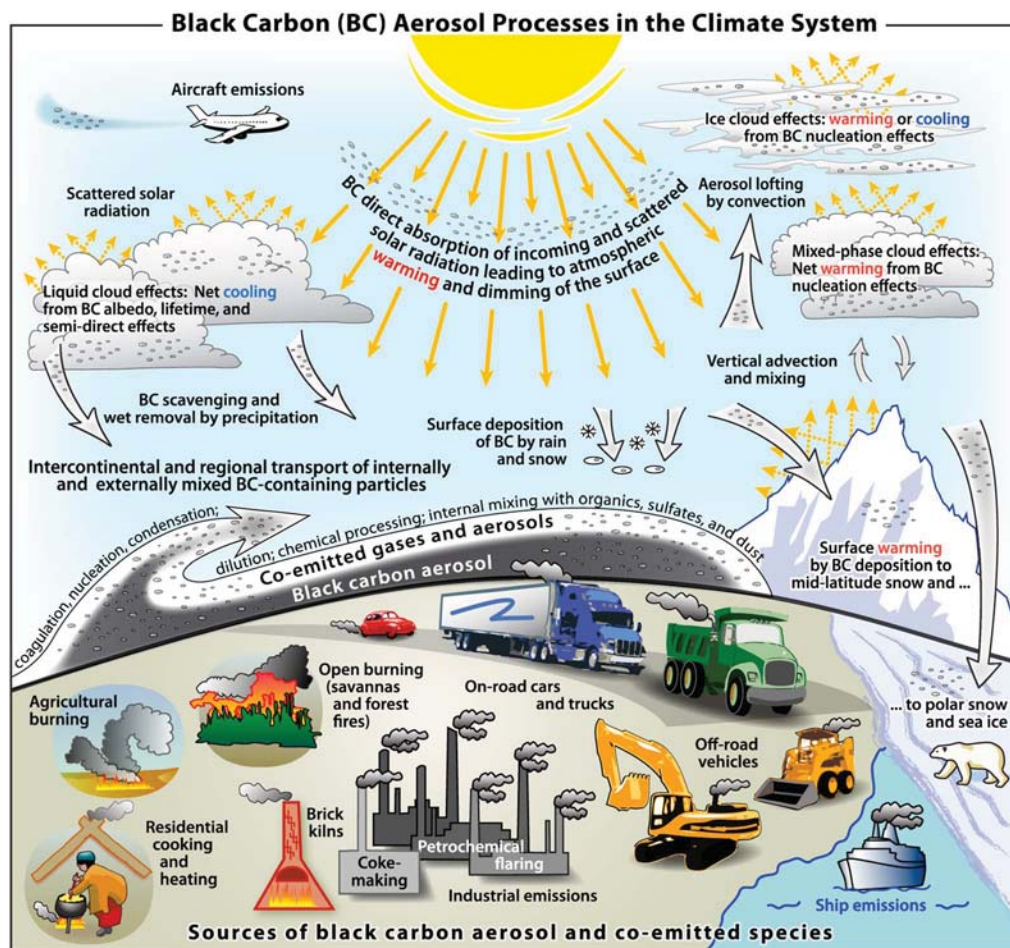 Black Carbon (BC) Aerosol Processes in the Climate System
Aircraft emissions
Ice cloud effects: warming or cooling
from BC nucleation effects
Scattered solar
radiation
BC direct absorption of incoming and scattered
solar radiation leading to atmospheric
warming and dimming of the surface
Aerosol lofting
by convection
Mixed-phase cloud effects:
Net warming from BC
nucleation effects
Liquid cloud effects: Net cooling
from BC albedo, lifetime, and
semi-direct effects
Vertical advection
and mixing
BC scavenging and
wet removal by precipitation
Surface deposition
of BC by rain
and snow
Intercontinental and regional transport of internally
and externally mixed BC-containing particles
coagulation, nucleation, condensation;
dilution; chemical processing; internal mixing with organics, sulfates, and dust
Co-emitted gases and aerosols
Black carbon aerosol
Surface warming
by BC deposition to
mid-latitude snow and ...
... to polar snow
and sea ice
Agricultural
burning
Open burning
(savannas
and forest
fires)
On-road cars
and trucks
Off-road
vehicles
Residential
cooking
and
heating
Brick
kilns
Coke-
making
Petrochemical
flaring
Industrial emissions
Ship emissions
Sources of black carbon aerosol and co-emitted species